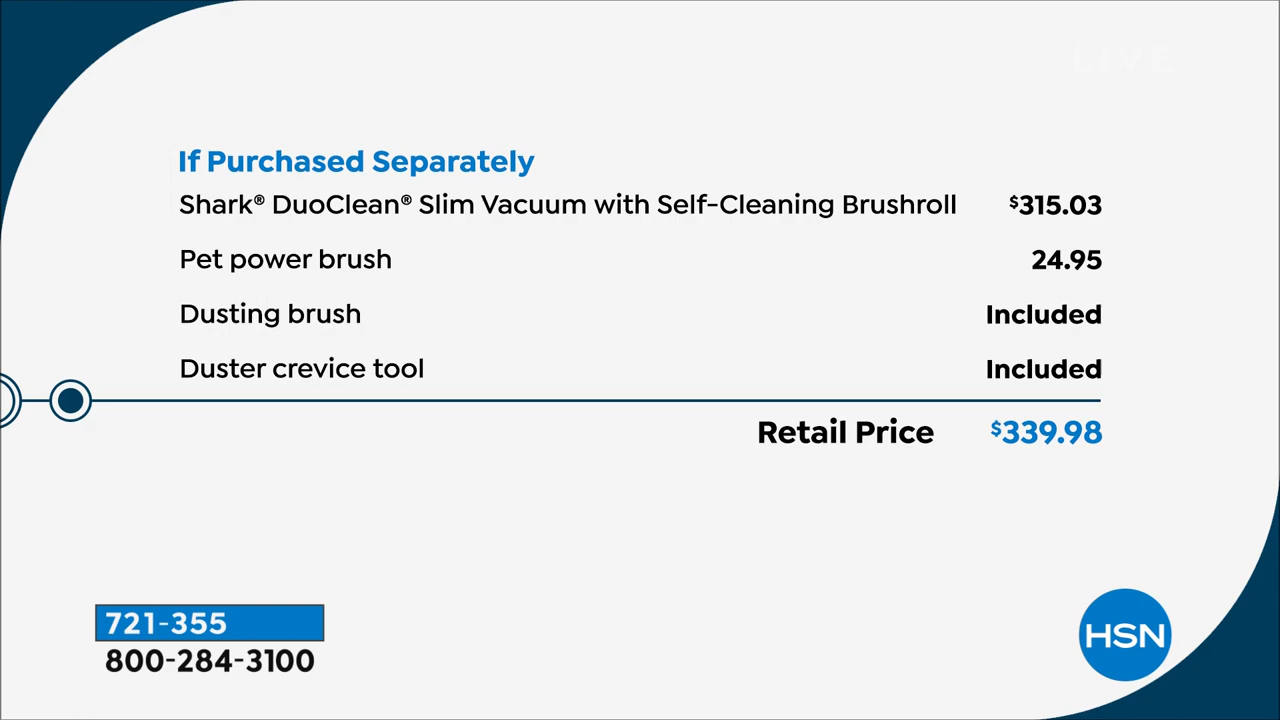 LIVE
If Purchased Separately
Shark® DuoClean® Slim Vacuum with Self-Cleaning Brushroll $315.03
Pet power brush 24.95
Dusting brush Included
Duster crevice tool Included
Retail Price $339.98
721-355
800-284-3100
HSN